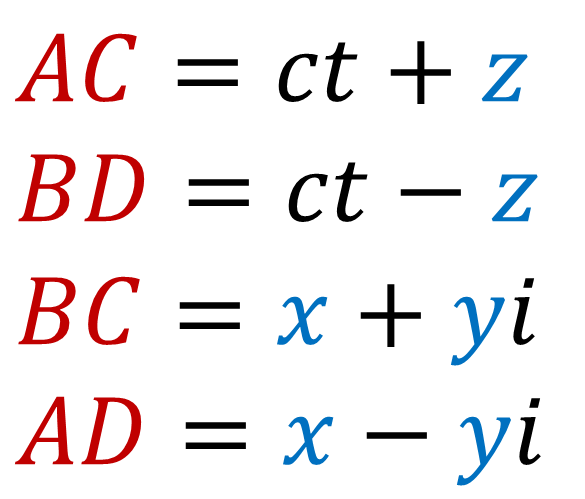 AC = ct + z
BD = ct − z
BC = x + yi
AD = x − yi